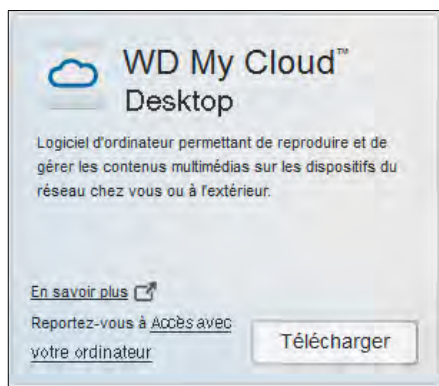 WD My Cloud™
Desktop
Logiciel d'ordinateur permettant de reproduire et de
gérer les contenus multimédias sur les dispositifs du
réseau chez vous ou à l'extérieur.
En savoir plus
Reportez-vous à Accès avec
votre ordinateur
Télécharger